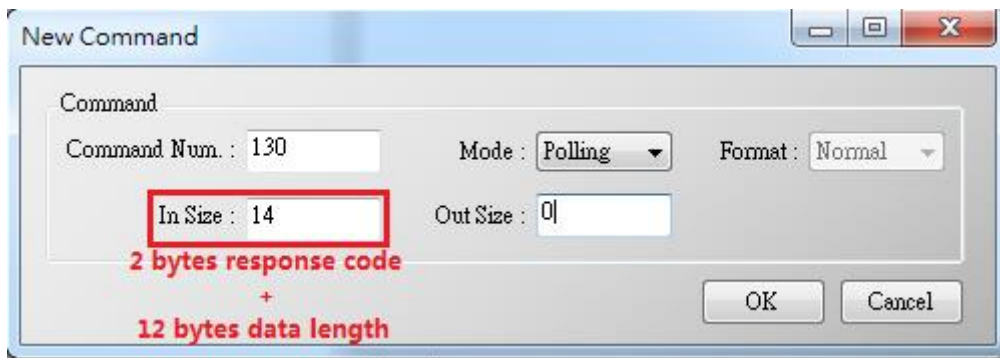 New Command
Command
Command Num. : 130 Mode : Polling Format : Normal
In Size : 14 Out Size : 0
2 bytes response code
+
12 bytes data length
OK Cancel